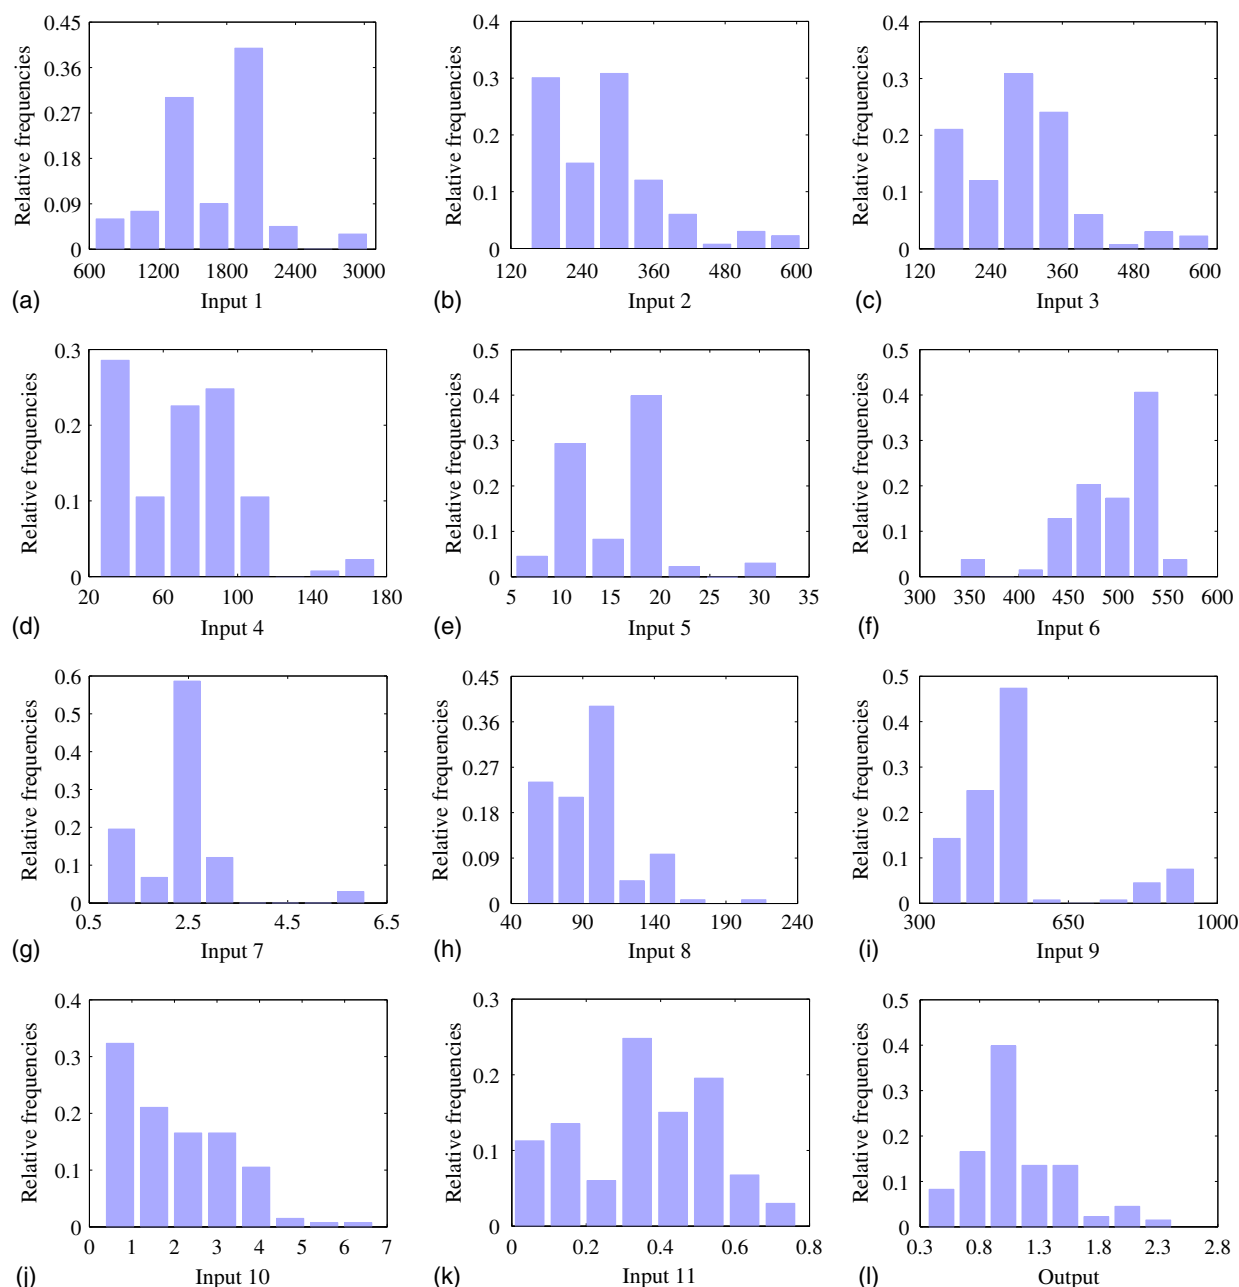 0.45
0.36
0.27
0.18
0.09
0
Relative frequencies
600 1200 1800 2400 3000
(a) Input 1
0.4
0.3
0.2
0.1
0
Relative frequencies
120 240 360 480 600
(b) Input 2
0.4
0.3
0.2
0.1
0
Relative frequencies
120 240 360 480 600
(c) Input 3
0.3
0.2
0.1
0
Relative frequencies
20 60 100 140 180
(d) Input 4
0.5
0.4
0.3
0.2
0.1
0
Relative frequencies
5 10 15 20 25 30 35
(e) Input 5
0.5
0.4
0.3
0.2
0.1
0
Relative frequencies
300 350 400 450 500 550 600
(f) Input 6
0.6
0.5
0.4
0.3
0.2
0.1
0
Relative frequencies
0.5 2.5 4.5 6.5
(g) Input 7
0.45
0.36
0.27
0.18
0.09
0
Relative frequencies
40 90 140 190 240
(h) Input 8
0.5
0.4
0.3
0.2
0.1
0
Relative frequencies
300 650 1000
(i) Input 9
0.4
0.3
0.2
0.1
0
Relative frequencies
0 1 2 3 4 5 6 7
(j) Input 10
0.3
0.2
0.1
0
Relative frequencies
0 0.2 0.4 0.6 0.8
(k) Input 11
0.5
0.4
0.3
0.2
0.1
0
Relative frequencies
0.3 0.8 1.3 1.8 2.3 2.8
(l) Output